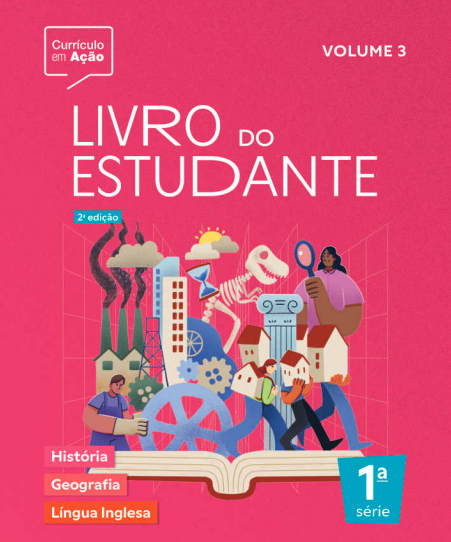 Currículo
em Ação
VOLUME 3
LIVRO DO
ESTUDANTE
2ª edição
História
Geografia
Língua Inglesa
1ª
série